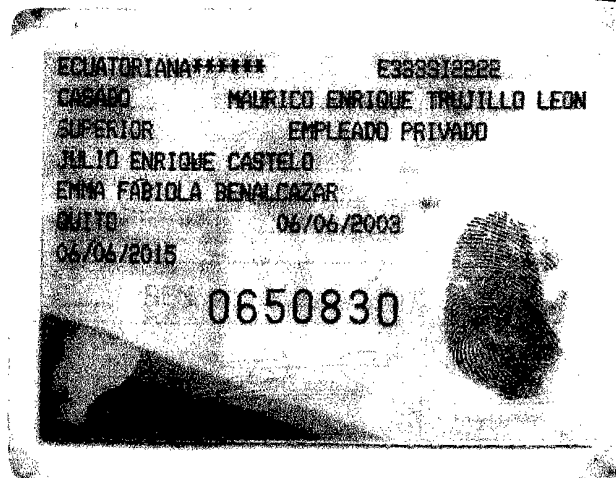 ECUATORIANA****** E333312222
CASADO MAURICO ENRIQUE TRUJILLO LEON
SUPERIOR EMPLEADO PRIVADO
JULIO ENRIQUE CASTELO
EMMA FABIOLA BENALCAZAR
QUITO 06/06/2003
06/06/2015
0650830